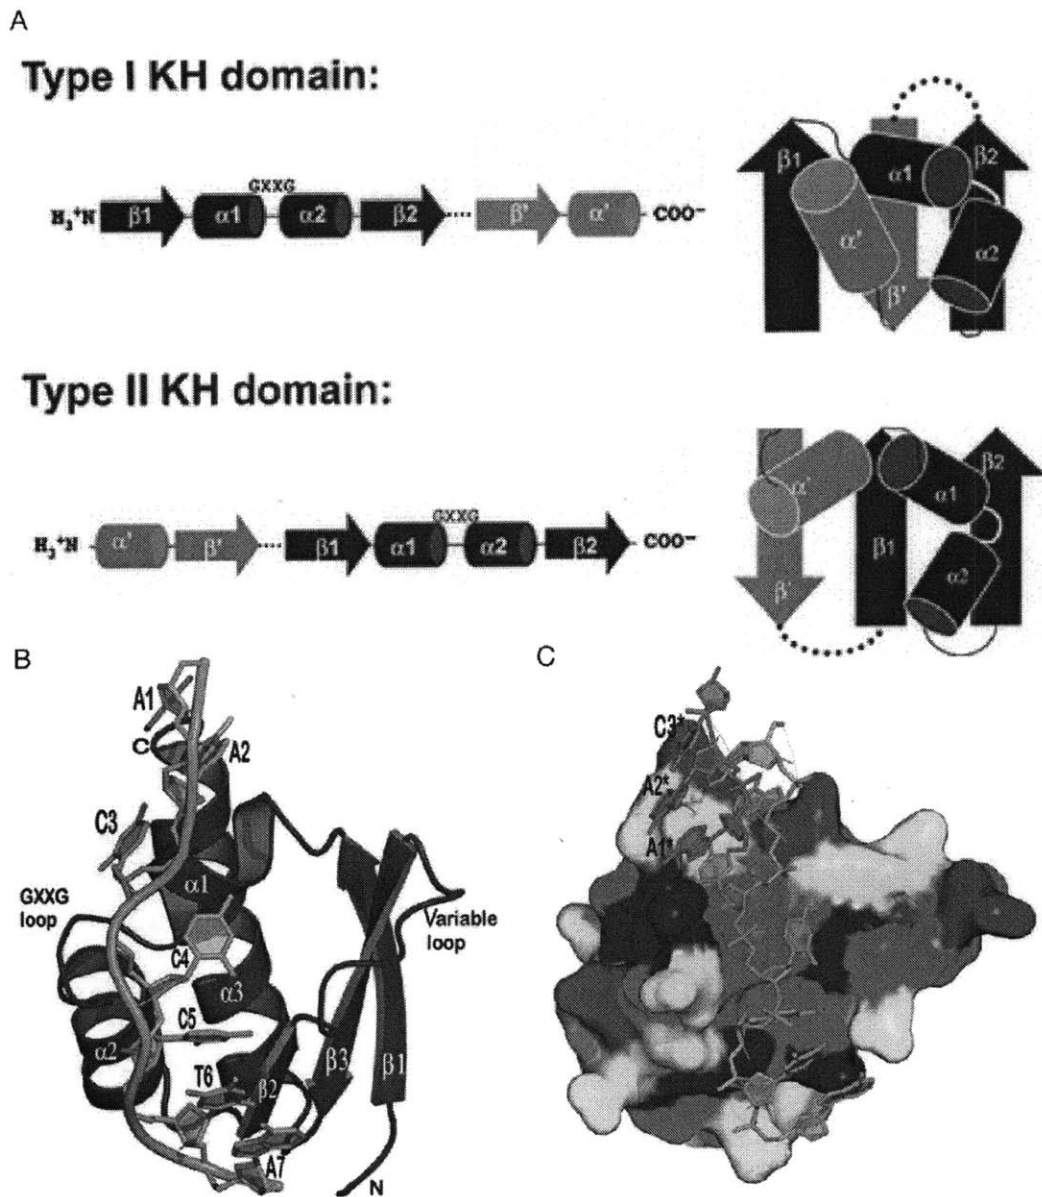 A
Type I KH domain:
H₃⁺N β1 α1 GXXG α2 β2 β' α' COO⁻
β1 α1 β2 α' α2 β'
Type II KH domain:
H₃⁺N α' β' β1 α1 GXXG α2 β2 COO⁻
α' α1 β2 β1 α2 β'
B
A1
C
A2
C3
α1
GXXG
loop
Variable
loop
C4
α3
C5
α2
T6
β2
β3
β1
A7
N
C
C3*
A2*
A1*